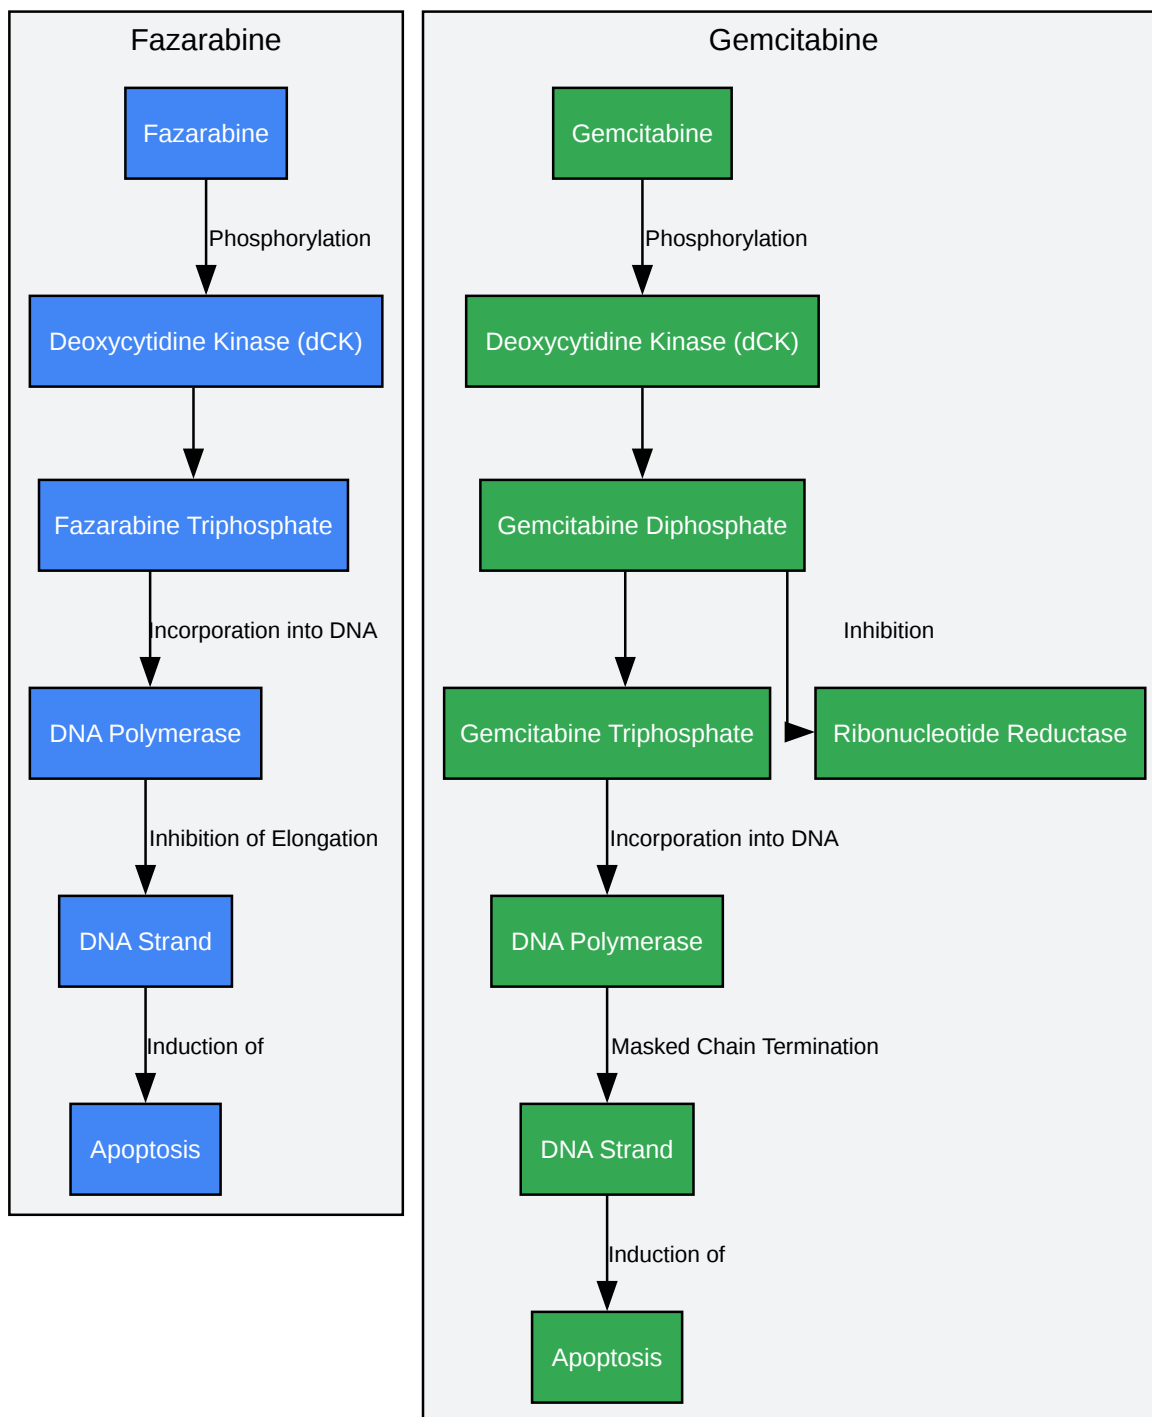 Fazarabine
Fazarabine
Phosphorylation
Deoxycytidine Kinase (dCK)
Fazarabine Triphosphate
Incorporation into DNA
DNA Polymerase
Inhibition of Elongation
DNA Strand
Induction of
Apoptosis
Gemcitabine
Gemcitabine
Phosphorylation
Deoxycytidine Kinase (dCK)
Gemcitabine Diphosphate
Inhibition
Gemcitabine Triphosphate
Ribonucleotide Reductase
Incorporation into DNA
DNA Polymerase
Masked Chain Termination
DNA Strand
Induction of
Apoptosis